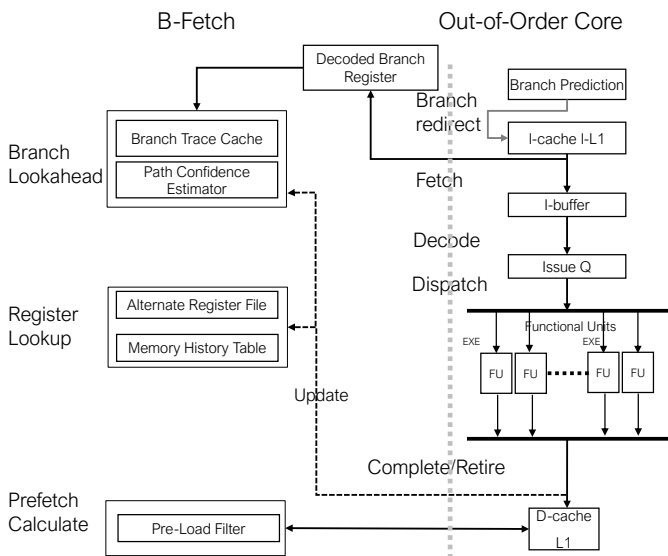 B-Fetch
Out-of-Order Core
Decoded Branch
Register
Branch Prediction
Branch
redirect
Branch Trace Cache
I-cache I-L1
Branch
Lookahead
Path Confidence
Estimator
Fetch
I-buffer
Decode
Issue Q
Dispatch
Alternate Register File
Register
Lookup
Memory History Table
Functional Units
EXE
EXE
FU
FU
FU
FU
Update
Complete/Retire
Prefetch
Calculate
Pre-Load Filter
D-cache
L1